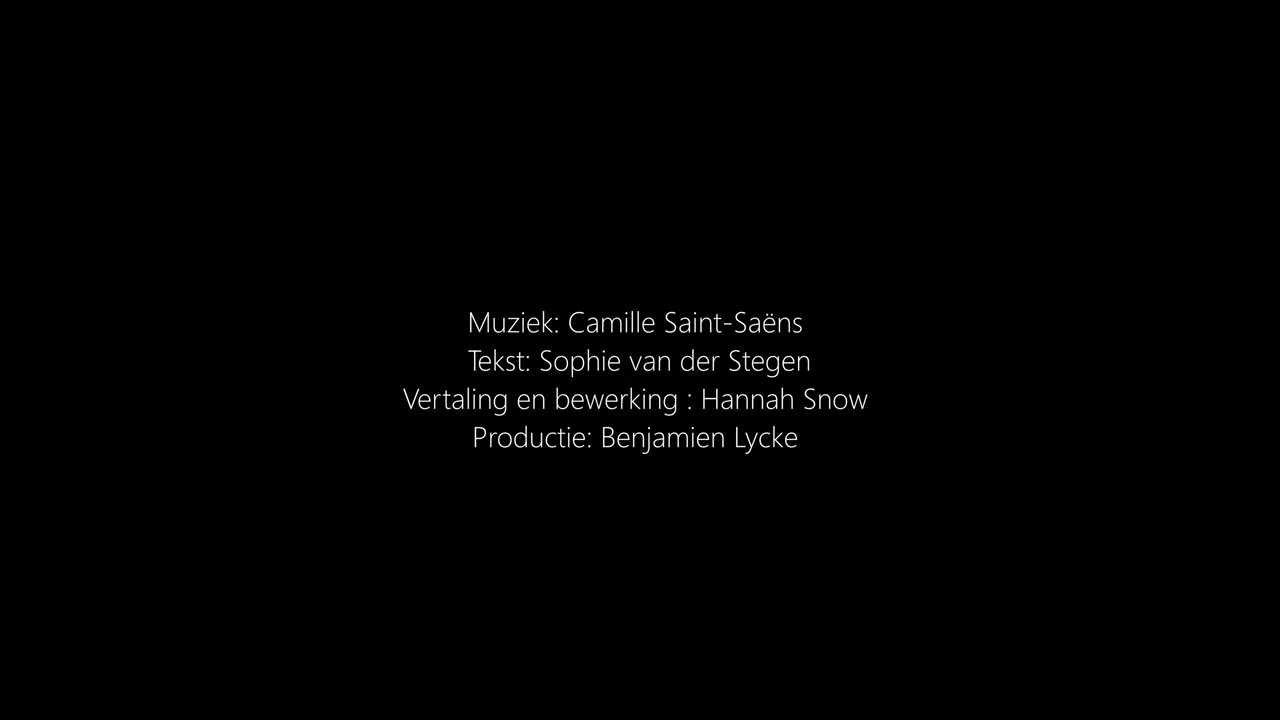 Muziek: Camille Saint-Saëns
Tekst: Sophie van der Stegen
Vertaling en bewerking : Hannah Snow
Productie: Benjamien Lycke